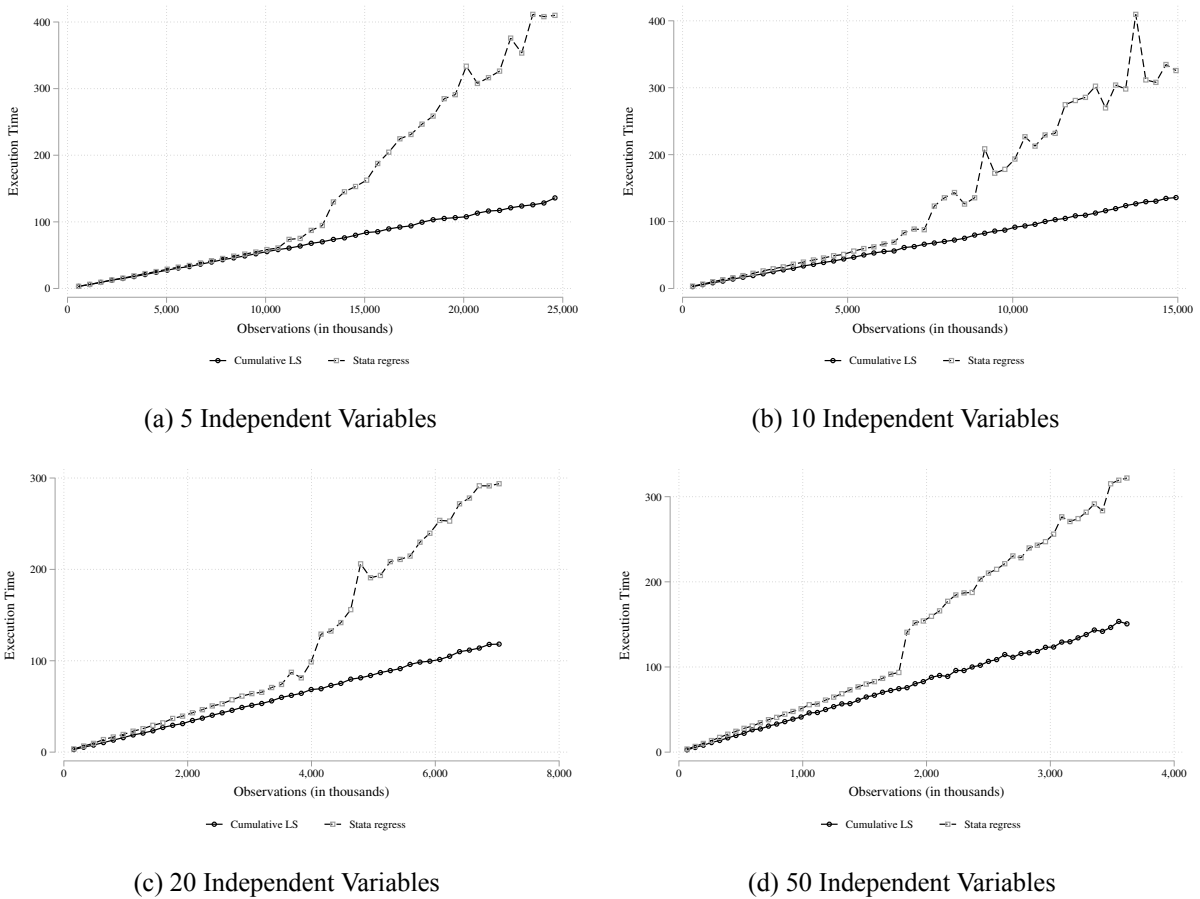 400
300
200
100
0
Execution Time
0 5,000 10,000 15,000 20,000 25,000
Observations (in thousands)
Cumulative LS Stata regress
(a) 5 Independent Variables
400
300
200
100
0
Execution Time
0 5,000 10,000 15,000
Observations (in thousands)
Cumulative LS Stata regress
(b) 10 Independent Variables
300
200
100
0
Execution Time
0 2,000 4,000 6,000 8,000
Observations (in thousands)
Cumulative LS Stata regress
(c) 20 Independent Variables
300
200
100
0
Execution Time
0 1,000 2,000 3,000 4,000
Observations (in thousands)
Cumulative LS Stata regress
(d) 50 Independent Variables